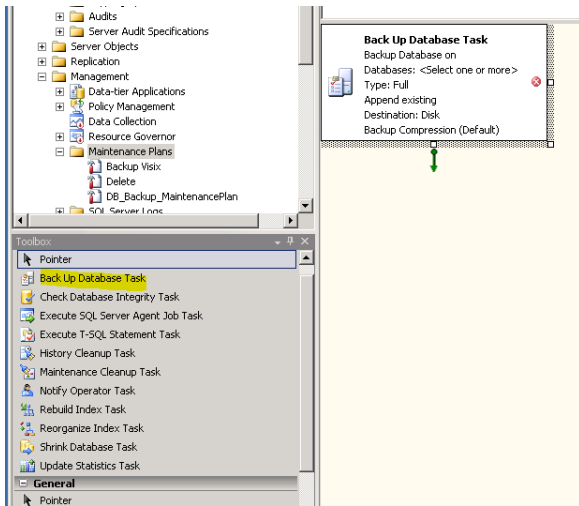 Audits
Server Audit Specifications
Server Objects
Replication
Management
Data-tier Applications
Policy Management
Data Collection
Resource Governor
Maintenance Plans
Backup Visix
Delete
DB_Backup_MaintenancePlan
SQL Server Logs
Toolbox
Pointer
Back Up Database Task
Check Database Integrity Task
Execute SQL Server Agent Job Task
Execute T-SQL Statement Task
History Cleanup Task
Maintenance Cleanup Task
Notify Operator Task
Rebuild Index Task
Reorganize Index Task
Shrink Database Task
Update Statistics Task
General
Pointer
Back Up Database Task
Backup Database on
Databases: <Select one or more>
Type: Full
Append existing
Destination: Disk
Backup Compression (Default)